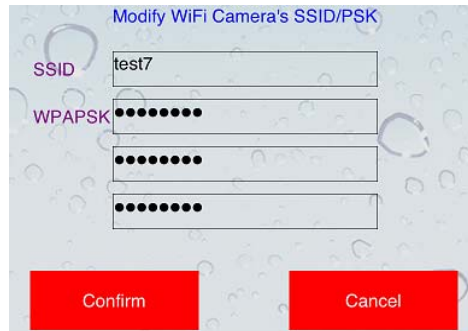 Modify WiFi Camera's SSID/PSK
SSID test7
WPAPSK ●●●●●●●●
●●●●●●●●
●●●●●●●●
Confirm Cancel